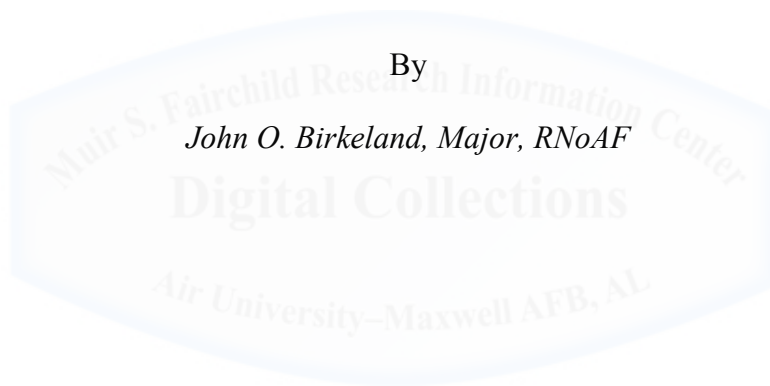 By
Muir S. Fairchild Research Information Center
John O. Birkeland, Major, RNoAF
Digital Collections
Air University–Maxwell AFB, AL